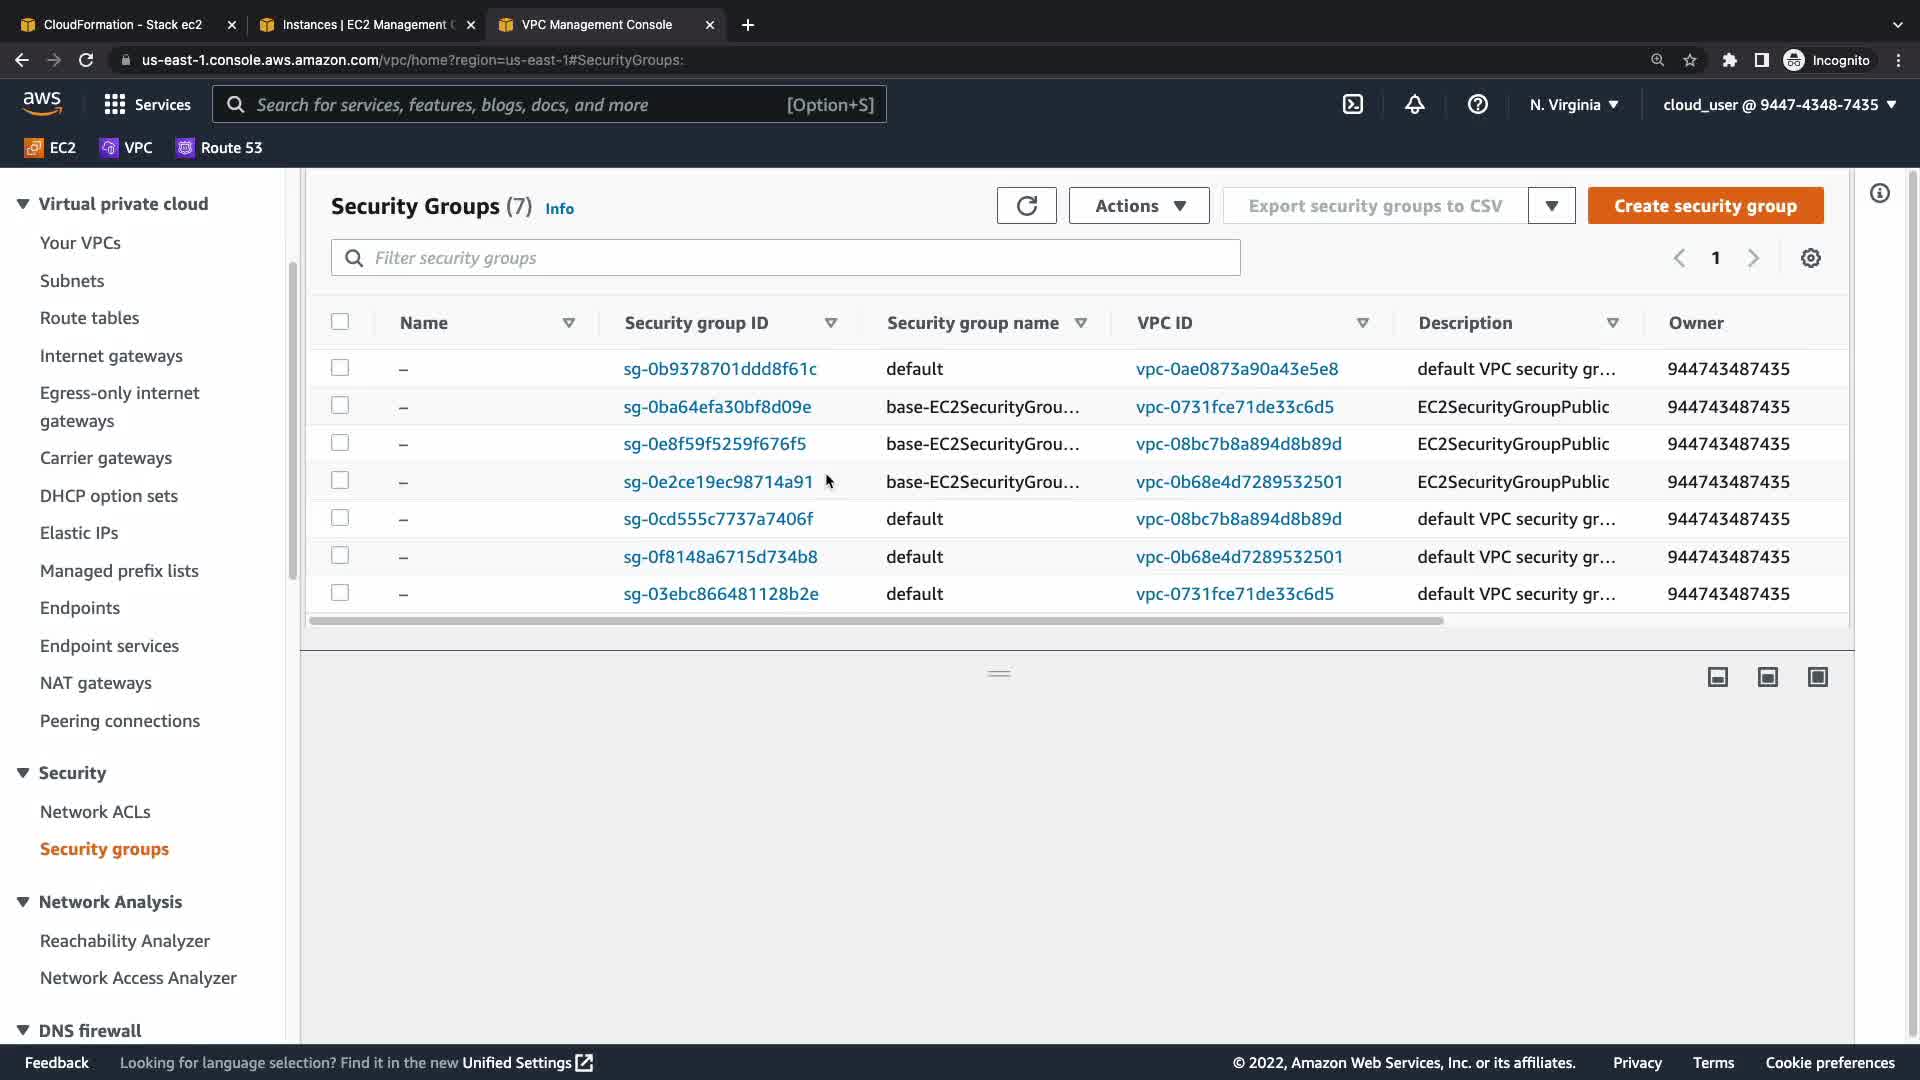 CloudFormation - Stack ec2
Instances | EC2 Management C
VPC Management Console
us-east-1.console.aws.amazon.com/vpc/home?region=us-east-1#SecurityGroups:
Incognito
aws
Services
Search for services, features, blogs, docs, and more
[Option+S]
N. Virginia
cloud_user @ 9447-4348-7435
EC2
VPC
Route 53
Virtual private cloud
Your VPCs
Subnets
Route tables
Internet gateways
Egress-only internet
gateways
Carrier gateways
DHCP option sets
Elastic IPs
Managed prefix lists
Endpoints
Endpoint services
NAT gateways
Peering connections
Security
Network ACLs
Security groups
Network Analysis
Reachability Analyzer
Network Access Analyzer
DNS firewall
Security Groups (7) Info
Actions
Export security groups to CSV
Create security group
Filter security groups
1
Name Security group ID Security group name VPC ID Description Owner
– sg-0b9378701ddd8f61c default vpc-0ae0873a90a43e5e8 default VPC security gr... 944743487435
– sg-0ba64efa30bf8d09e base-EC2SecurityGrou... vpc-0731fce71de33c6d5 EC2SecurityGroupPublic 944743487435
– sg-0e8f59f5259f676f5 base-EC2SecurityGrou... vpc-08bc7b8a894d8b89d EC2SecurityGroupPublic 944743487435
– sg-0e2ce19ec98714a91 base-EC2SecurityGrou... vpc-0b68e4d7289532501 EC2SecurityGroupPublic 944743487435
– sg-0cd555c7737a7406f default vpc-08bc7b8a894d8b89d default VPC security gr... 944743487435
– sg-0f8148a6715d734b8 default vpc-0b68e4d7289532501 default VPC security gr... 944743487435
– sg-03ebc866481128b2e default vpc-0731fce71de33c6d5 default VPC security gr... 944743487435
Feedback
Looking for language selection? Find it in the new Unified Settings
© 2022, Amazon Web Services, Inc. or its affiliates.
Privacy
Terms
Cookie preferences